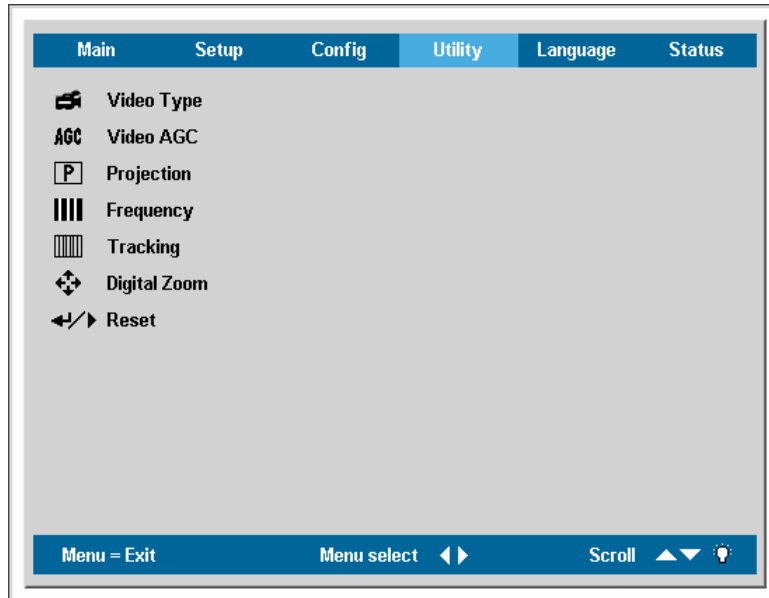 Main Setup Config Utility Language Status
Video Type
AGC Video AGC
P Projection
Frequency
Tracking
Digital Zoom
Reset
Menu = Exit Menu select Scroll